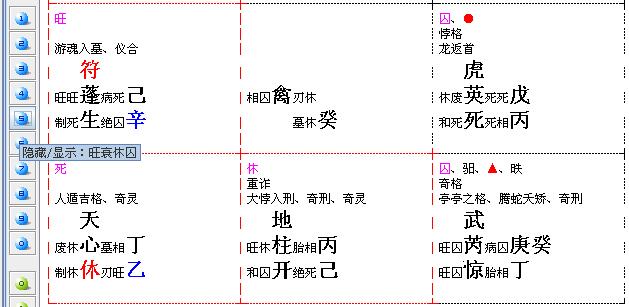 旺
游魂入墓、仪合
符
旺旺蓬病死己
制死生绝囚辛
相囚禽刃休
墓休癸
囚、●
悖格
龙返首
虎
休废英死死戊
和死死死相丙
隐藏/显示：旺衰休囚
死
人遁吉格、奇灵
天
废休心墓相丁
制休休刃旺乙
休
重诈
大悖入刑、奇刑、奇灵
地
旺休柱胎相丙
和囚开绝死己
囚、驲、▲、昳
奇格
亭亭之格、腾蛇夭矫、奇刑
武
旺囚芮病囚庚癸
旺囚惊胎相丁
1
2
3
4
5
7
8
9
0
0